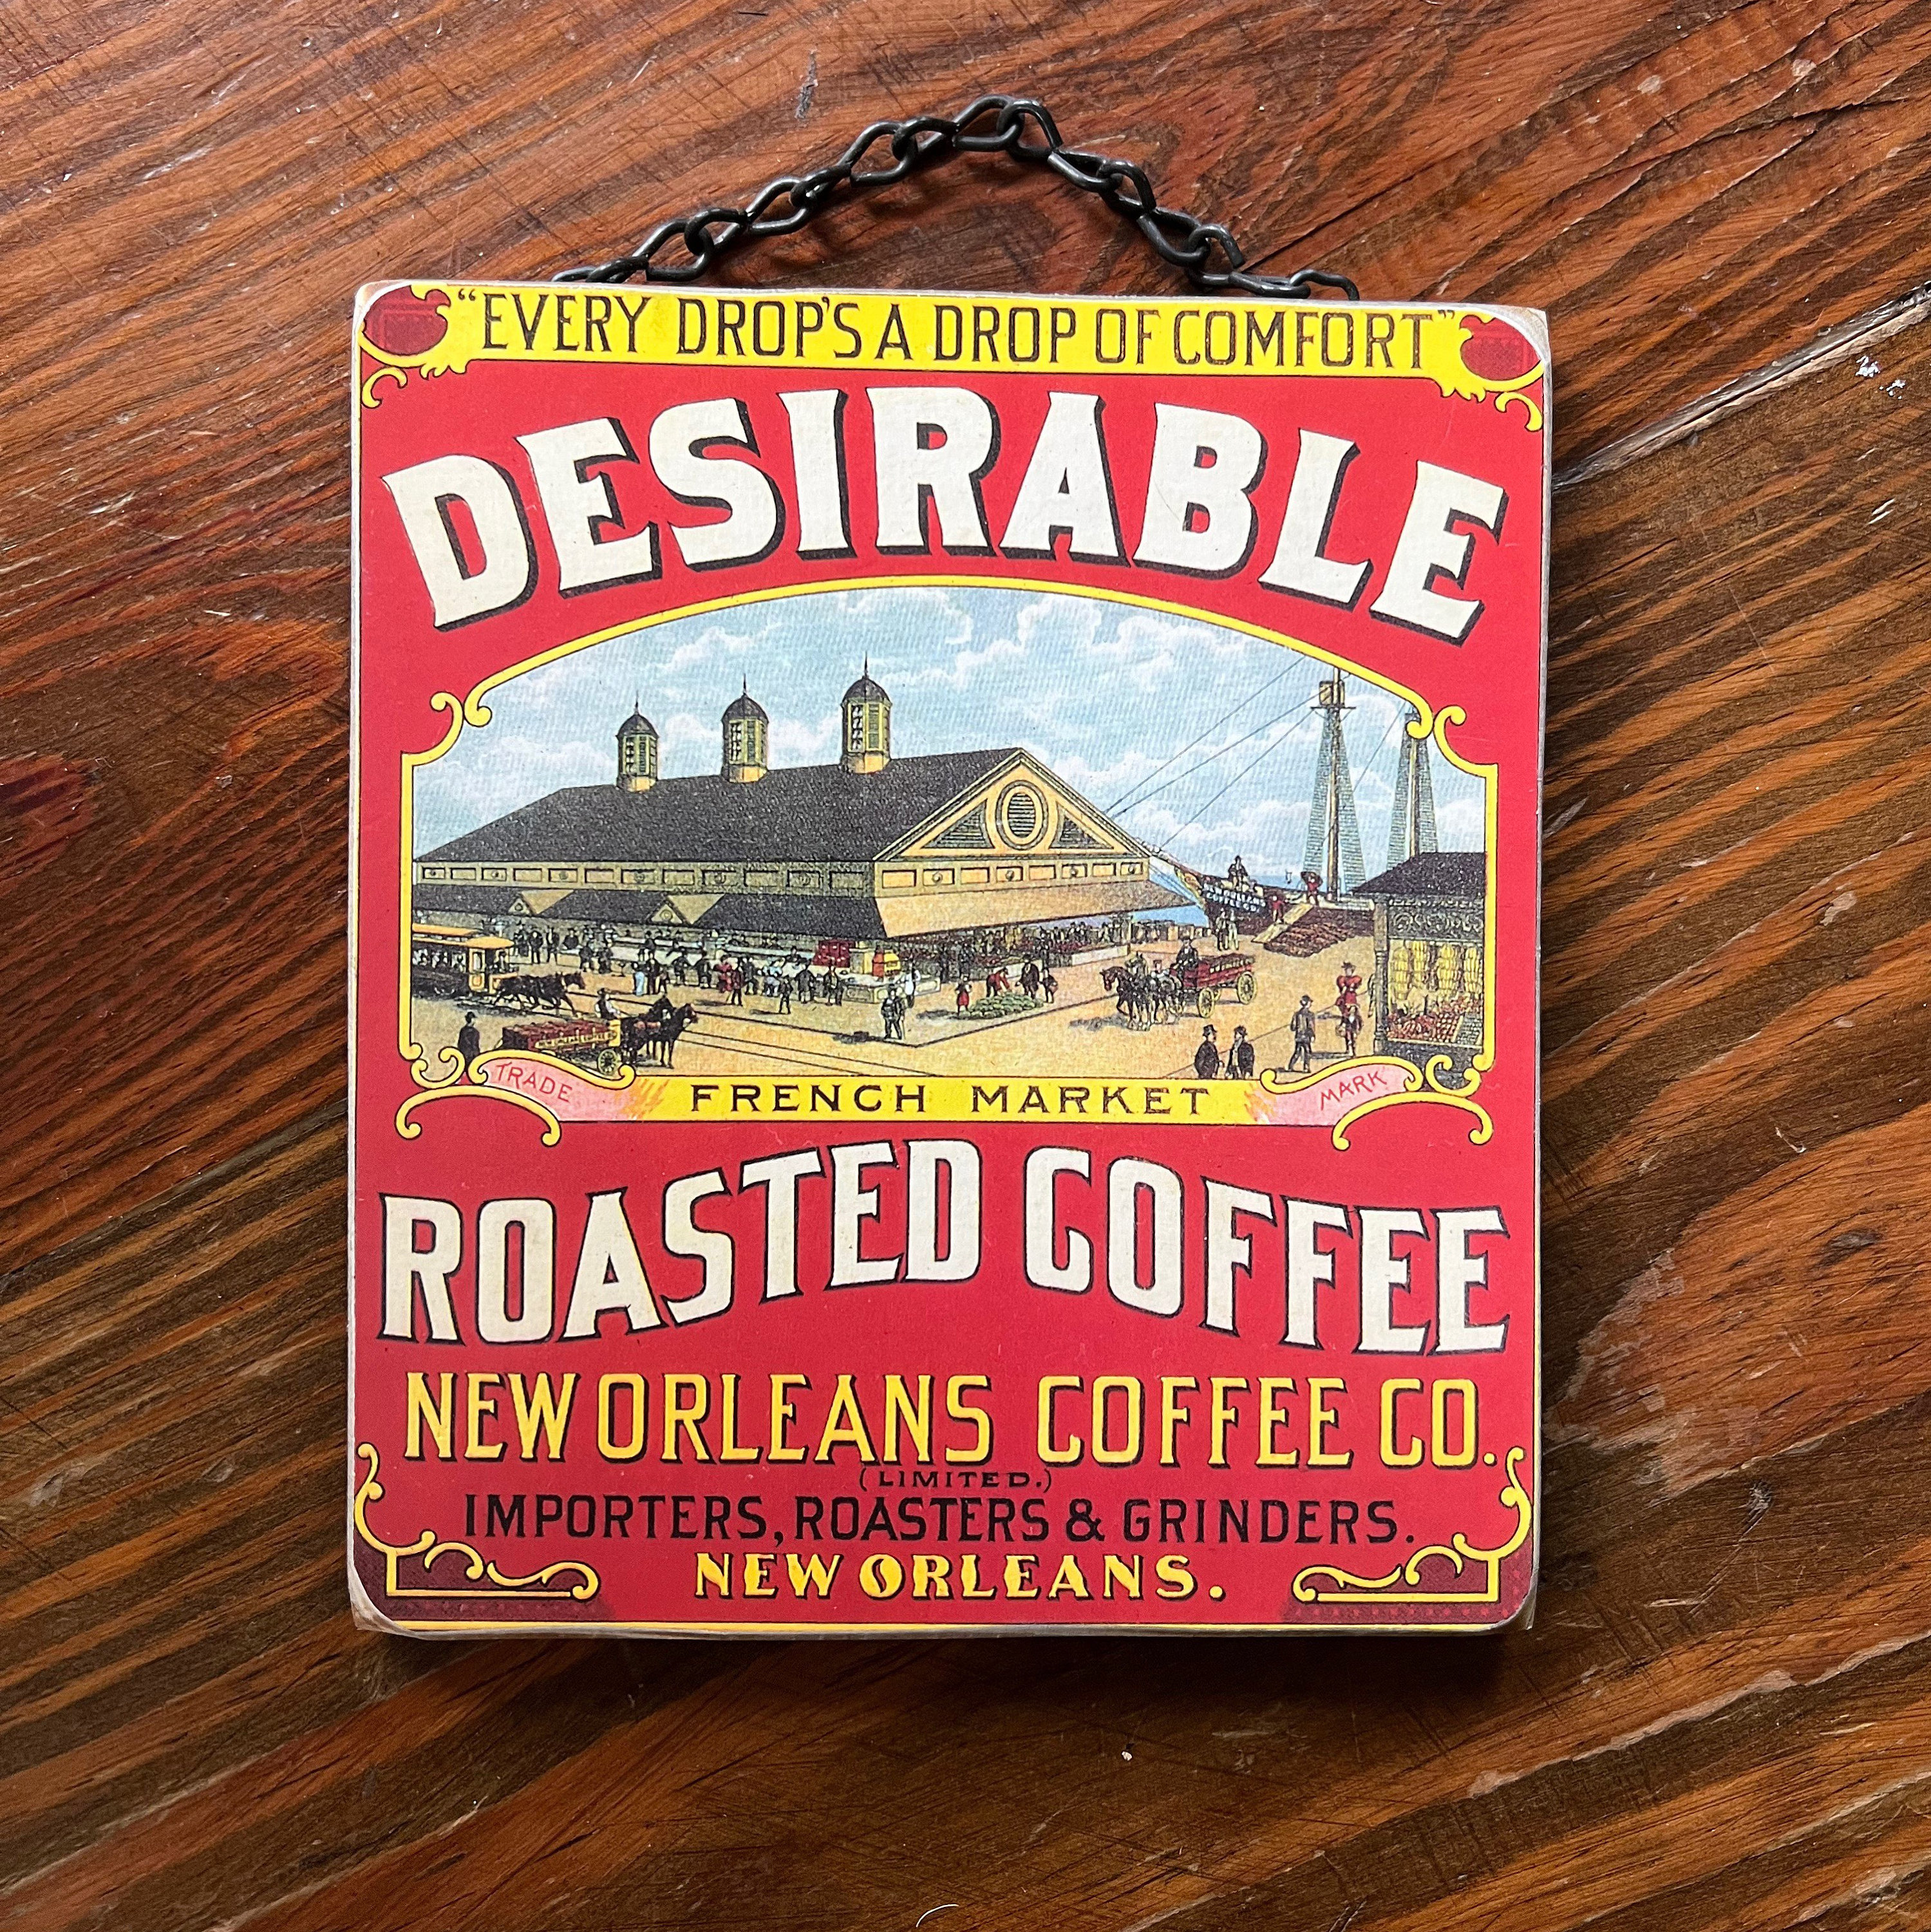 "EVERY DROP'S A DROP OF COMFORT"
DESIRABLE
TRADE
FRENCH MARKET
MARK
ROASTED COFFEE
NEW ORLEANS COFFEE CO.
(LIMITED.)
IMPORTERS, ROASTERS & GRINDERS.
NEW ORLEANS.